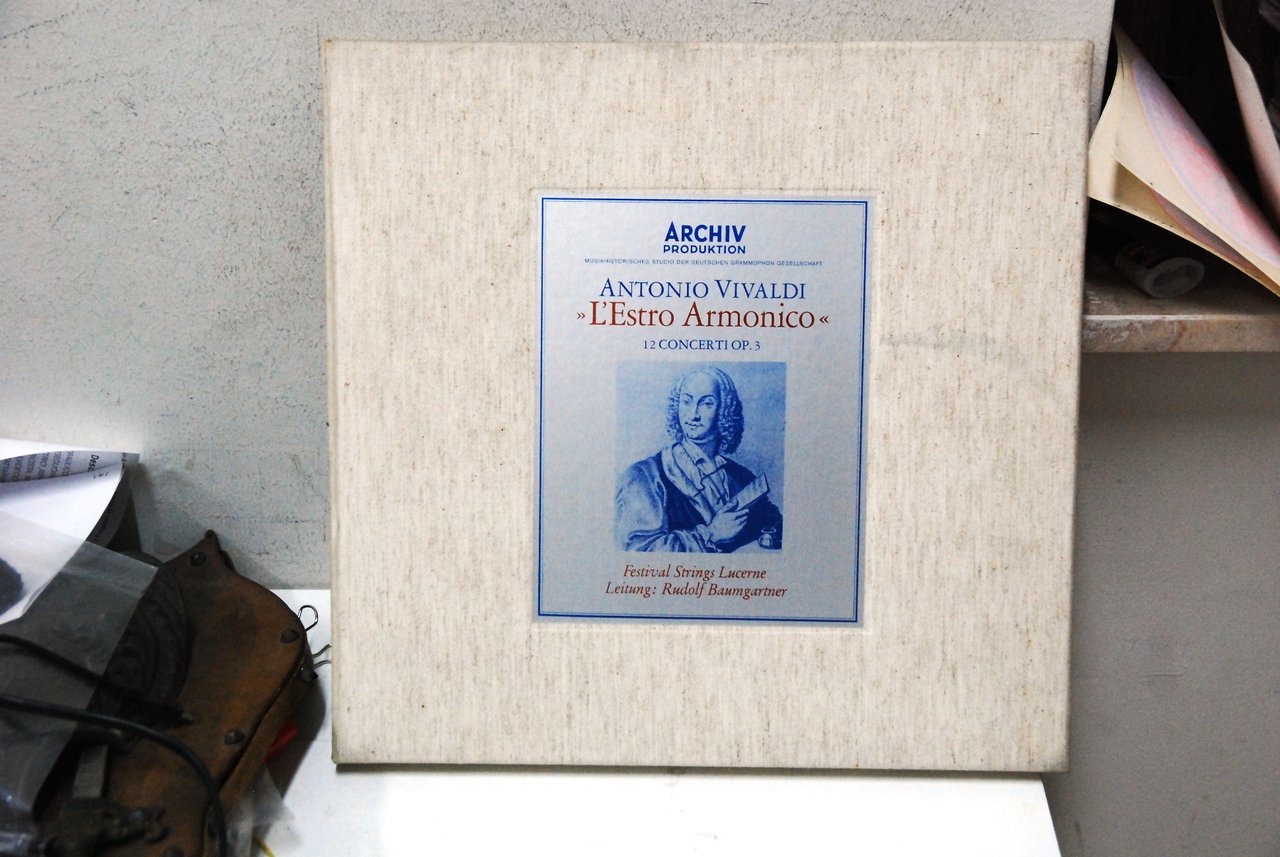 ARCHIV
PRODUKTION
MUSIKHISTORISCHES STUDIO DER DEUTSCHEN GRAMMOPHON GESELLSCHAFT
ANTONIO VIVALDI
»L'Estro Armonico«
12 CONCERTI OP. 3
Festival Strings Lucerne
Leitung: Rudolf Baumgartner